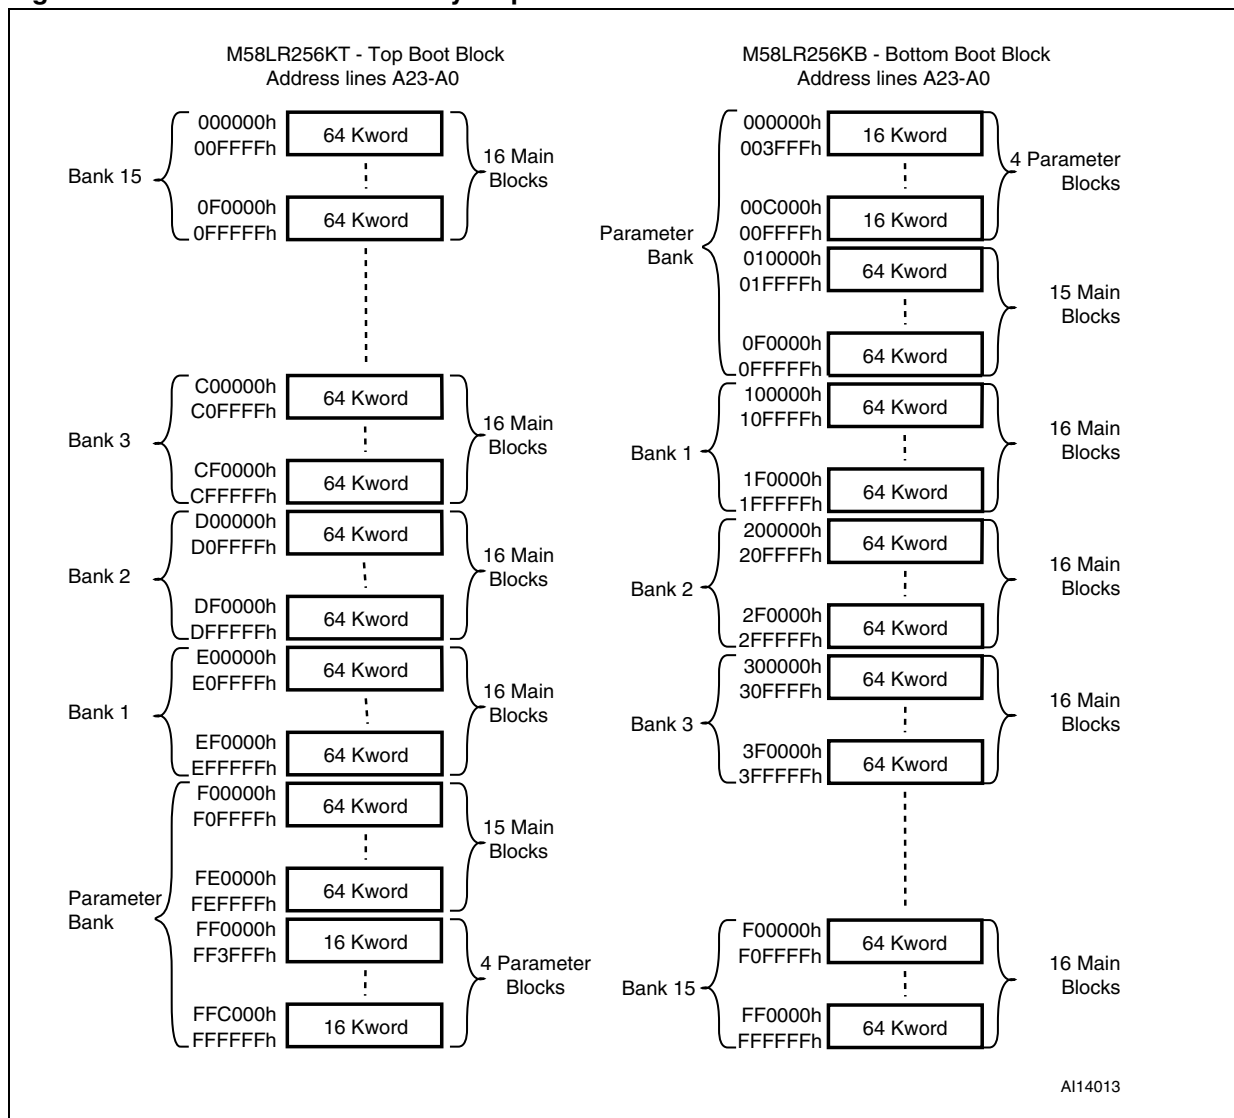 M58LR256KT - Top Boot Block
Address lines A23-A0
000000h
00FFFFh
64 Kword
Bank 15
16 Main
Blocks
0F0000h
0FFFFFh
64 Kword
C00000h
C0FFFFh
64 Kword
Bank 3
16 Main
Blocks
CF0000h
CFFFFFh
64 Kword
D00000h
D0FFFFh
64 Kword
Bank 2
16 Main
Blocks
DF0000h
DFFFFFh
64 Kword
E00000h
E0FFFFh
64 Kword
Bank 1
16 Main
Blocks
EF0000h
EFFFFFh
64 Kword
F00000h
F0FFFFh
64 Kword
15 Main
Blocks
FE0000h
FEFFFFh
64 Kword
Parameter
Bank
FF0000h
FF3FFFh
16 Kword
4 Parameter
Blocks
FFC000h
FFFFFFh
16 Kword
M58LR256KB - Bottom Boot Block
Address lines A23-A0
000000h
003FFFh
16 Kword
4 Parameter
Blocks
00C000h
00FFFFh
16 Kword
Parameter
Bank
010000h
01FFFFh
64 Kword
15 Main
Blocks
0F0000h
0FFFFFh
64 Kword
100000h
10FFFFh
64 Kword
Bank 1
16 Main
Blocks
1F0000h
1FFFFFh
64 Kword
200000h
20FFFFh
64 Kword
Bank 2
16 Main
Blocks
2F0000h
2FFFFFh
64 Kword
300000h
30FFFFh
64 Kword
Bank 3
16 Main
Blocks
3F0000h
3FFFFFh
64 Kword
F00000h
F0FFFFh
64 Kword
Bank 15
16 Main
Blocks
FF0000h
FFFFFFh
64 Kword
AI14013